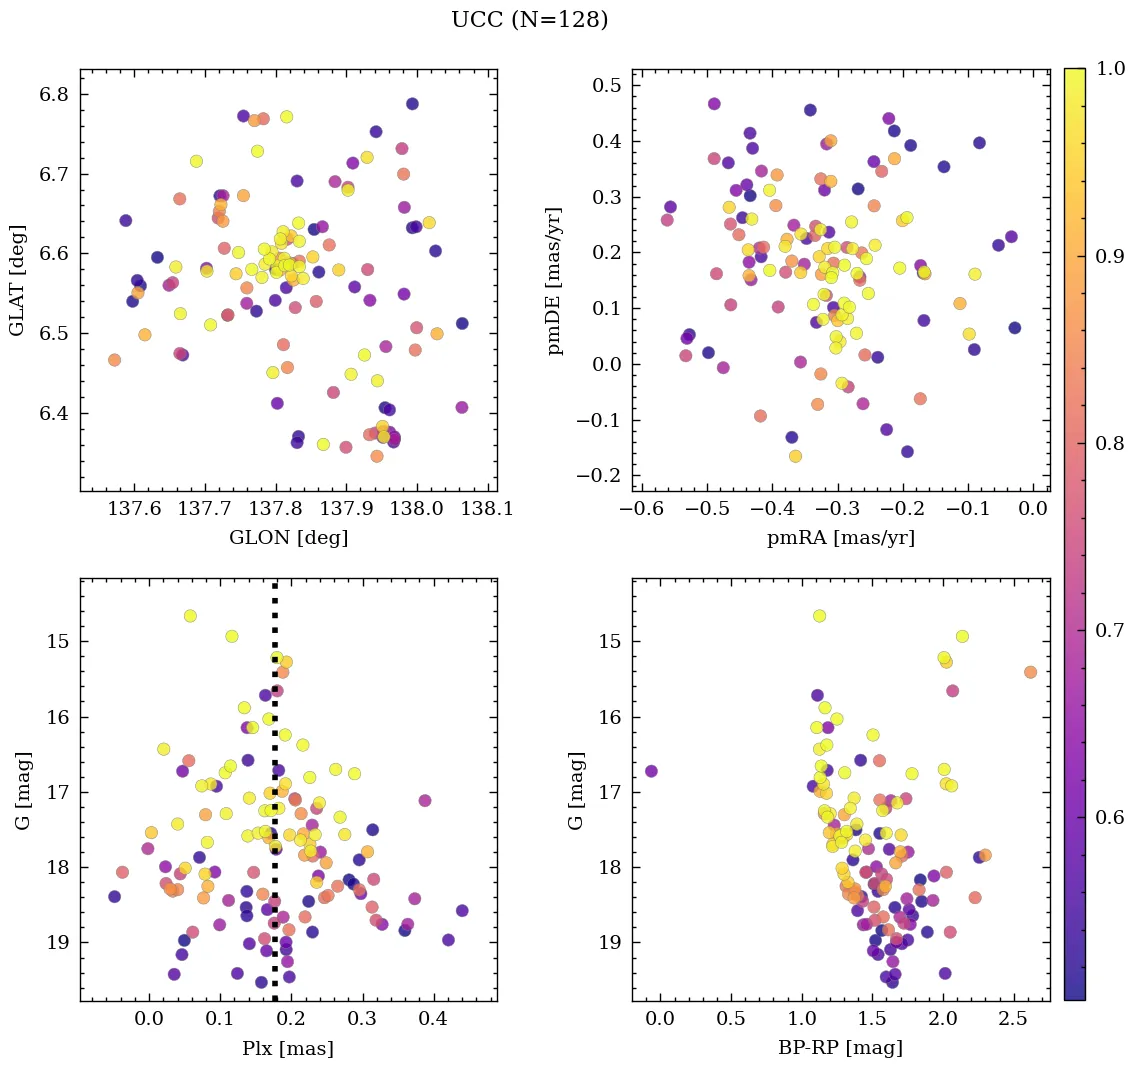 UCC (N=128)
6.8
6.7
6.6
6.5
6.4
GLAT [deg]
137.6 137.7 137.8 137.9 138.0 138.1
GLON [deg]
0.5
0.4
0.3
0.2
0.1
0.0
−0.1
−0.2
pmDE [mas/yr]
−0.6 −0.5 −0.4 −0.3 −0.2 −0.1 0.0
pmRA [mas/yr]
1.0
0.9
0.8
0.7
0.6
15
16
17
18
19
G [mag]
0.0 0.1 0.2 0.3 0.4
Plx [mas]
15
16
17
18
19
G [mag]
0.0 0.5 1.0 1.5 2.0 2.5
BP-RP [mag]